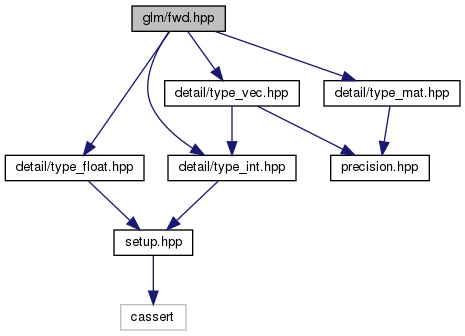 glm/fwd.hpp
detail/type_vec.hpp
detail/type_mat.hpp
detail/type_float.hpp
detail/type_int.hpp
precision.hpp
setup.hpp
cassert